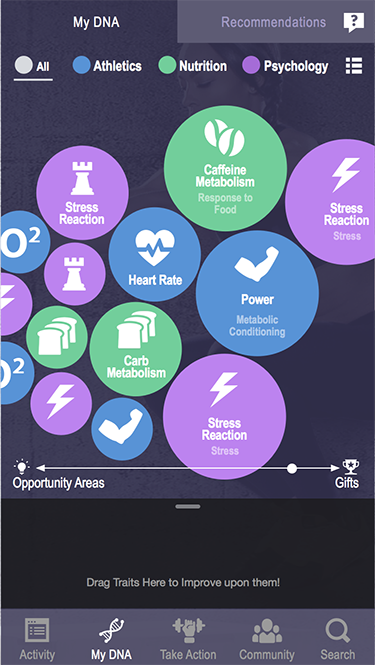 My DNA
Recommendations
?
All
Athletics
Nutrition
Psychology
Caffeine
Metabolism
Response to
Food
Stress
Reaction
Stress
Reaction
Stress
O2
Heart Rate
Power
Metabolic
Conditioning
Carb
Metabolism
O2
Stress
Reaction
Stress
Opportunity Areas
Gifts
Drag Traits Here to Improve upon them!
Activity
My DNA
Take Action
Community
Search